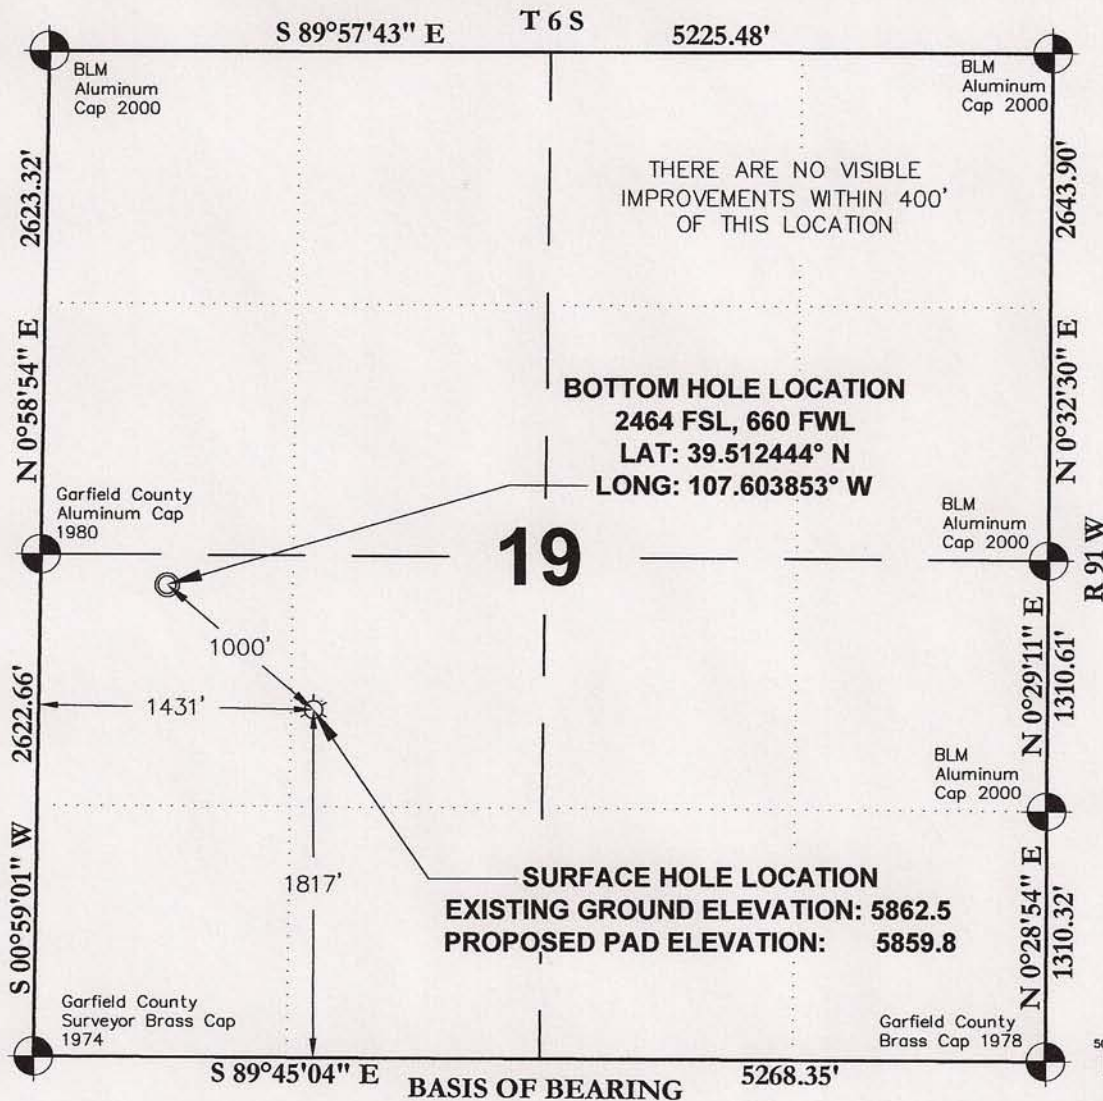 T 6 S
S 89°57'43" E
5225.48'
BLM
Aluminum
Cap 2000
BLM
Aluminum
Cap 2000
2623.32'
2643.90'
THERE ARE NO VISIBLE
IMPROVEMENTS WITHIN 400'
OF THIS LOCATION
N 0°58'54" E
N 0°32'30" E
BOTTOM HOLE LOCATION
2464 FSL, 660 FWL
LAT: 39.512444° N
LONG: 107.603853° W
Garfield County
Aluminum Cap
1980
BLM
Aluminum
Cap 2000
19
R 91 W
1000'
1431'
2622.66'
N 0°29'11" E
1310.61'
BLM
Aluminum
Cap 2000
1817'
SURFACE HOLE LOCATION
EXISTING GROUND ELEVATION: 5862.5
PROPOSED PAD ELEVATION: 5859.8
S 00°59'01" W
N 0°28'54" E
1310.32'
Garfield County
Surveyor Brass Cap
1974
Garfield County
Brass Cap 1978
S 89°45'04" E
BASIS OF BEARING
5268.35'